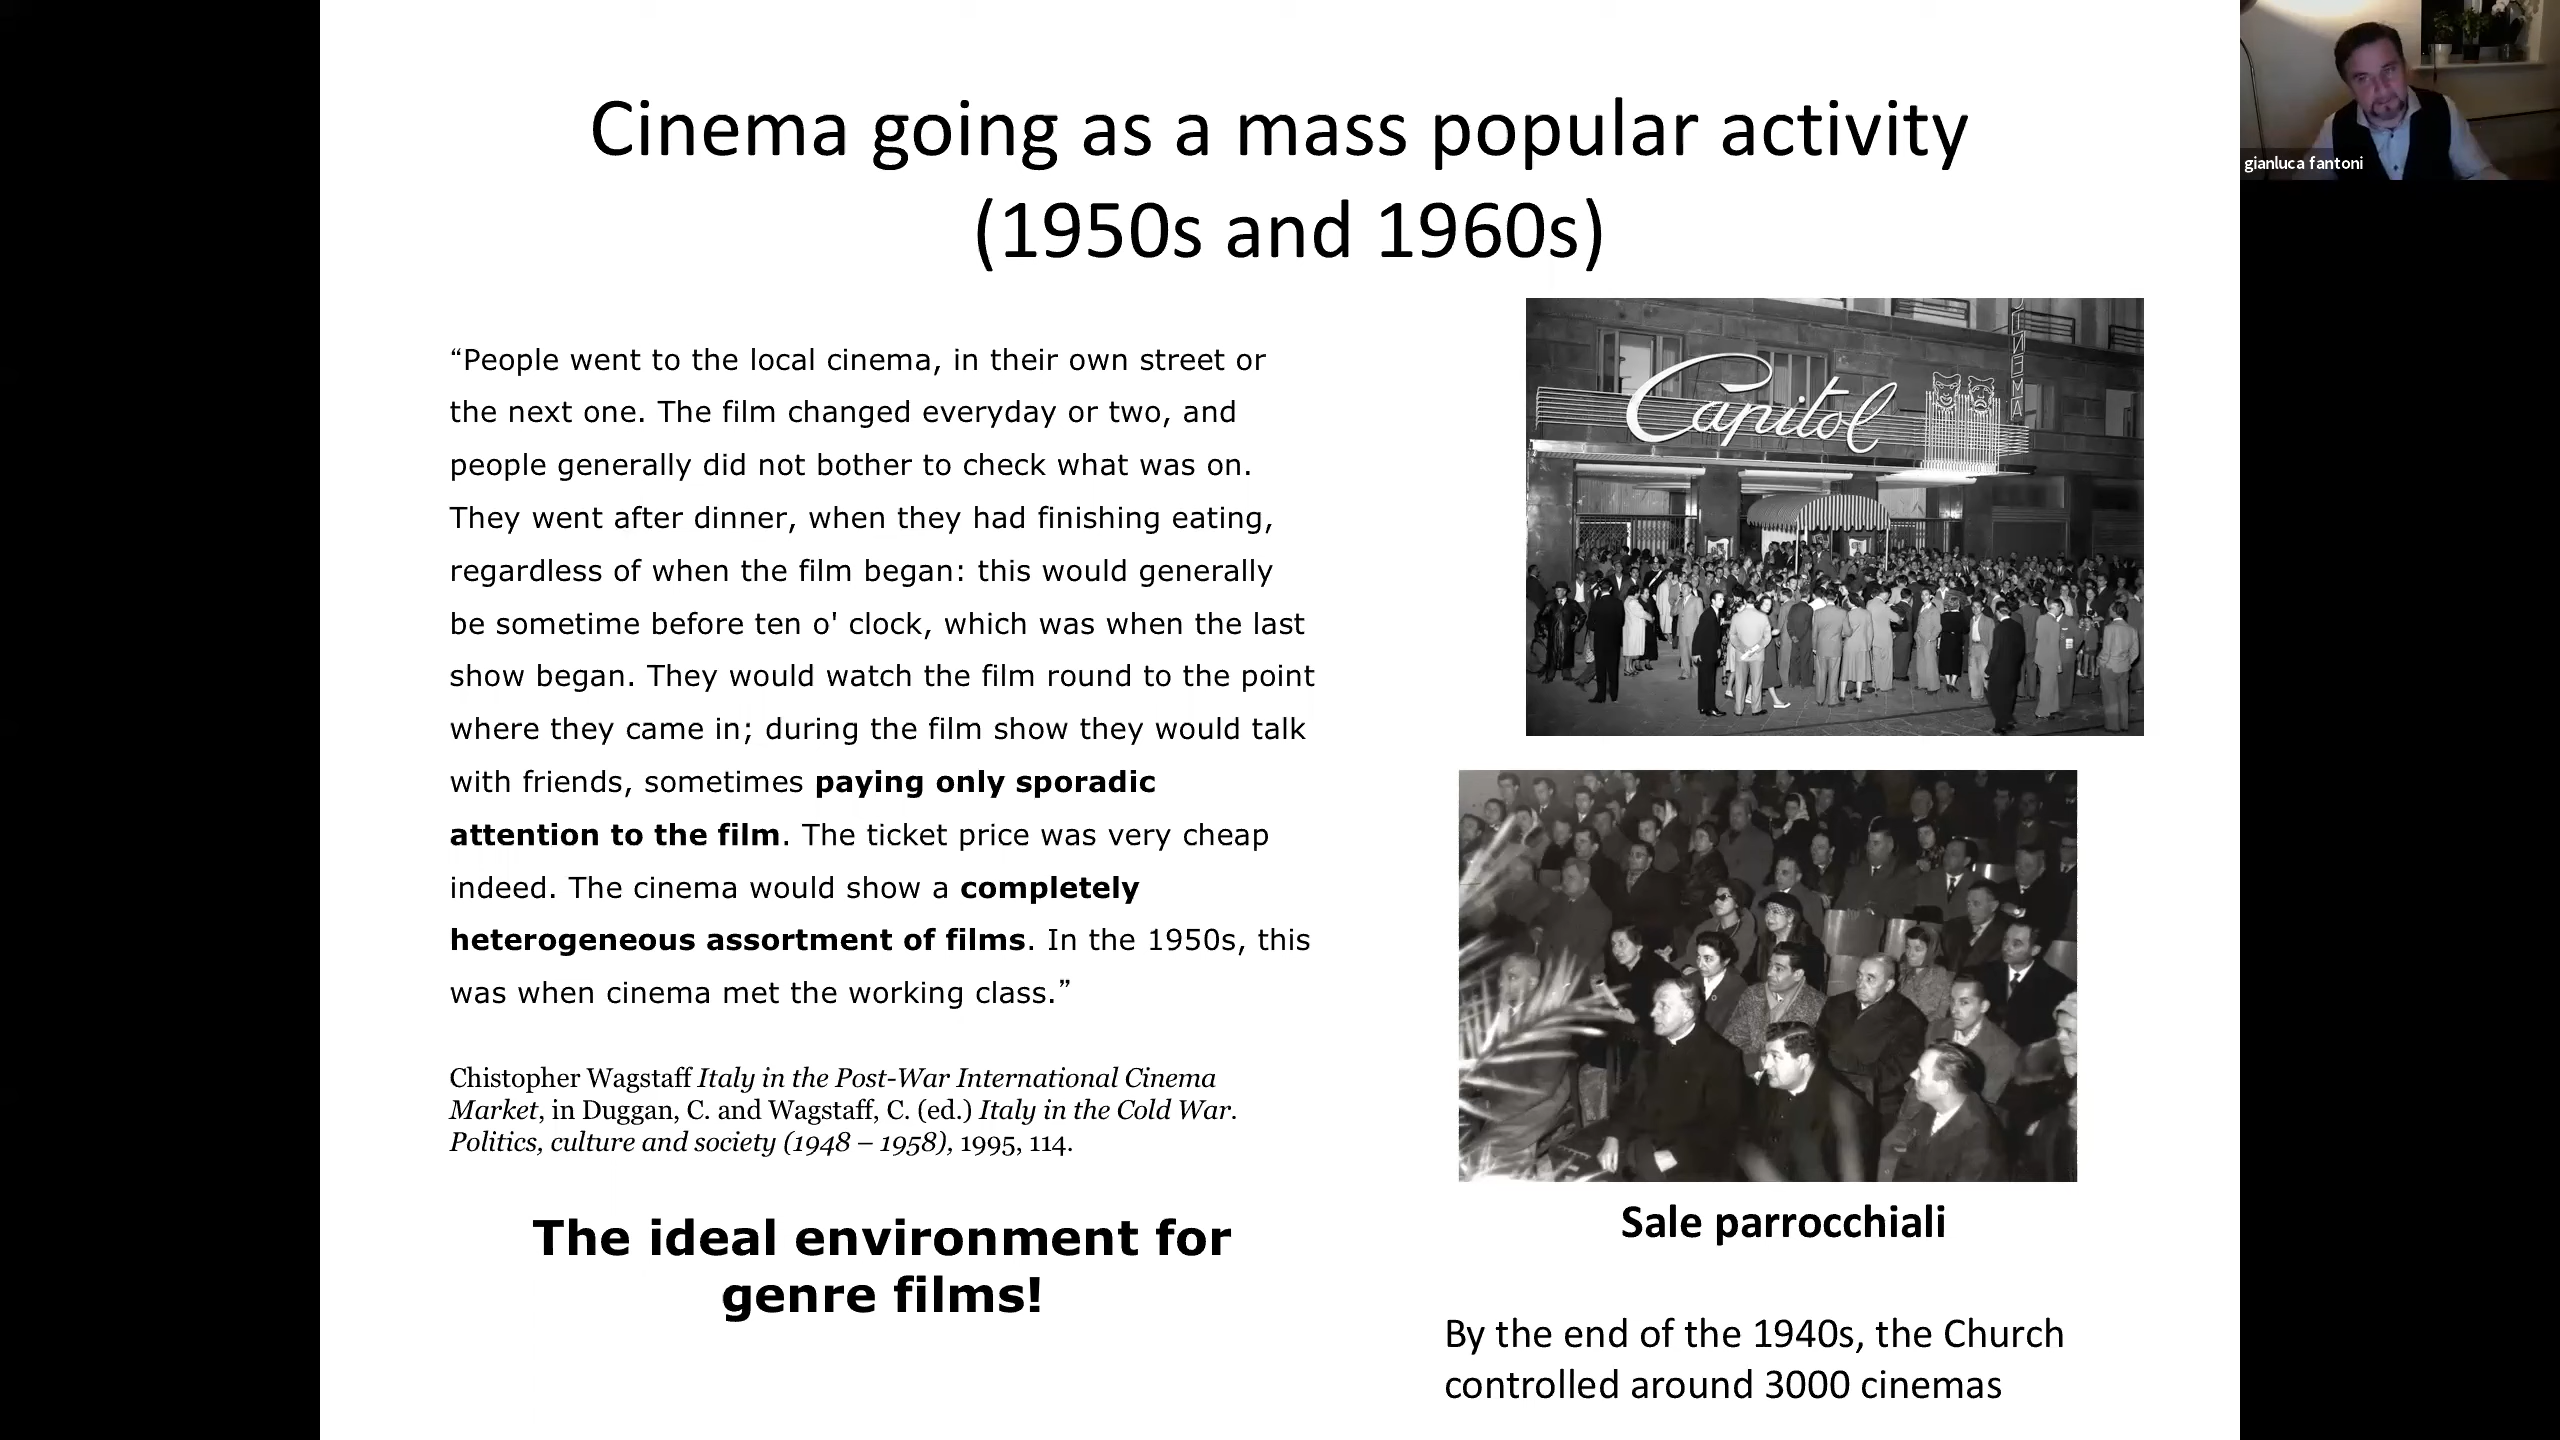 Cinema going as a mass popular activity
(1950s and 1960s)
“People went to the local cinema, in their own street or
the next one. The film changed everyday or two, and
people generally did not bother to check what was on.
They went after dinner, when they had finishing eating,
regardless of when the film began: this would generally
be sometime before ten o' clock, which was when the last
show began. They would watch the film round to the point
where they came in; during the film show they would talk
with friends, sometimes paying only sporadic
attention to the film. The ticket price was very cheap
indeed. The cinema would show a completely
heterogeneous assortment of films. In the 1950s, this
was when cinema met the working class.”
Chistopher Wagstaff Italy in the Post-War International Cinema
Market, in Duggan, C. and Wagstaff, C. (ed.) Italy in the Cold War.
Politics, culture and society (1948 – 1958), 1995, 114.
The ideal environment for
genre films!
Capitol
CINEMA
Sale parrocchiali
By the end of the 1940s, the Church
controlled around 3000 cinemas
gianluca fantoni